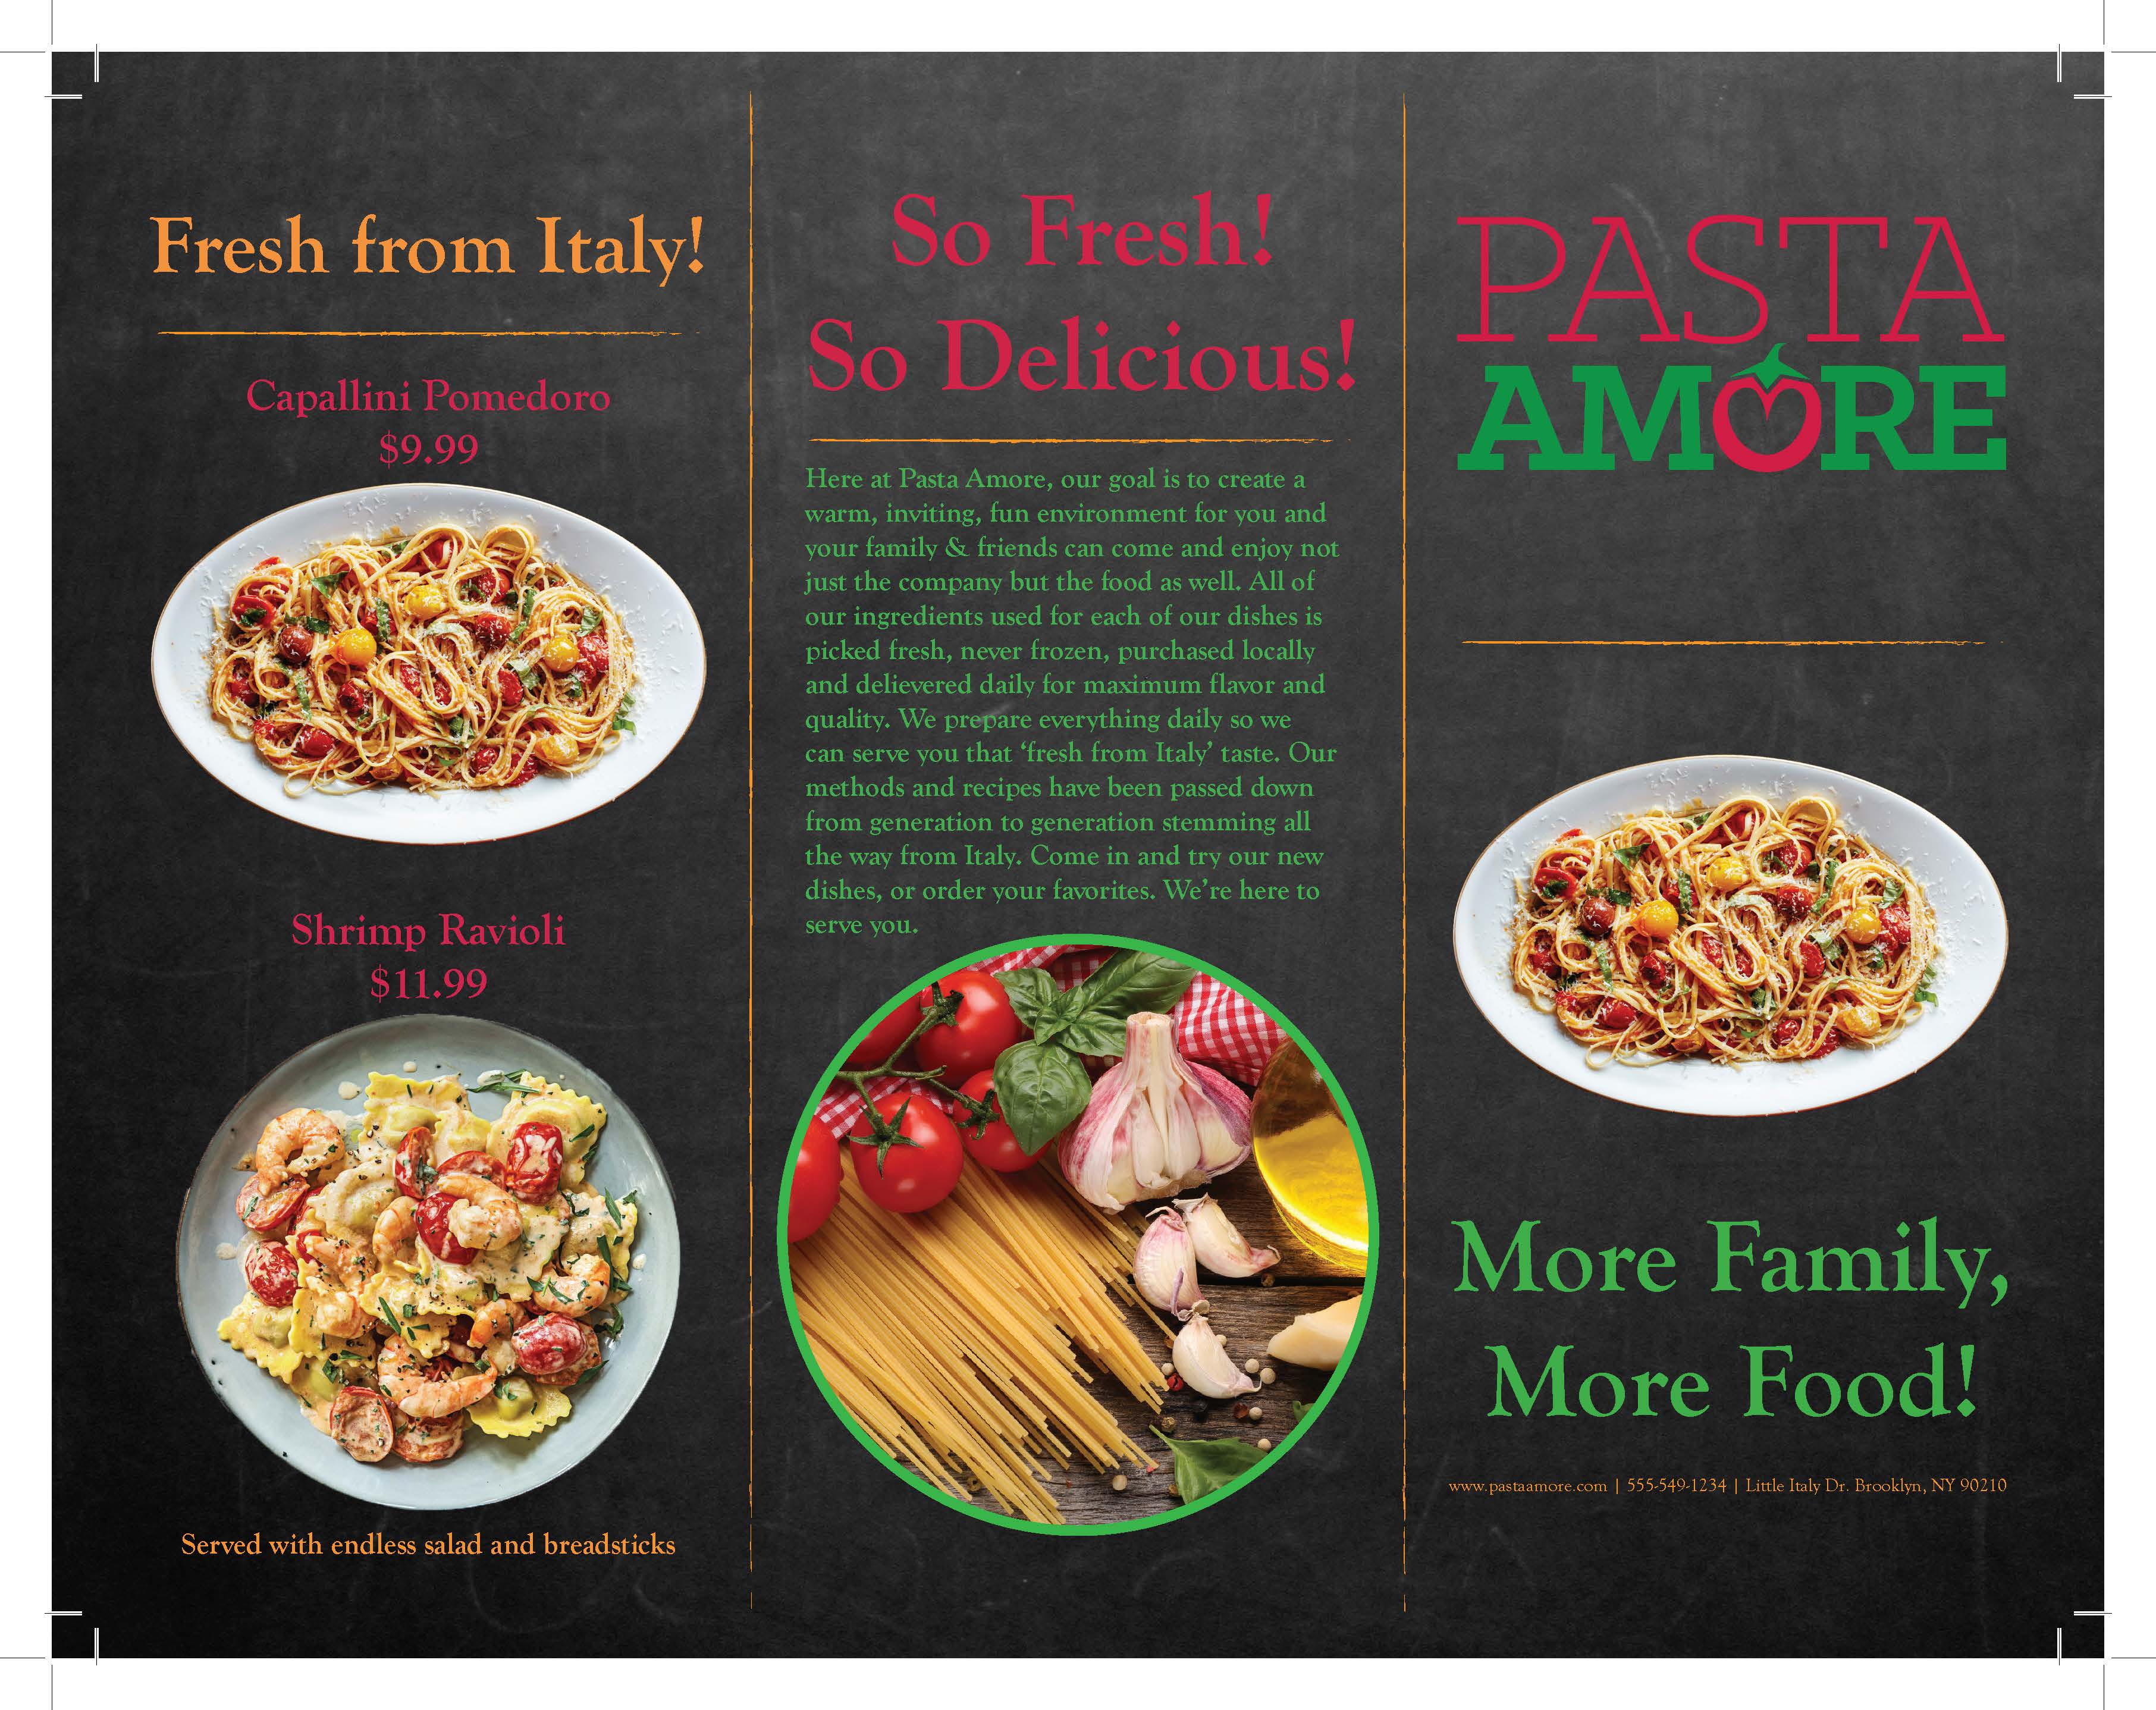 Fresh from Italy!
Capallini Pomedoro
$9.99
Shrimp Ravioli
$11.99
Served with endless salad and breadsticks
So Fresh!
So Delicious!
Here at Pasta Amore, our goal is to create a
warm, inviting, fun environment for you and
your family & friends can come and enjoy not
just the company but the food as well. All of
our ingredients used for each of our dishes is
picked fresh, never frozen, purchased locally
and delievered daily for maximum flavor and
quality. We prepare everything daily so we
can serve you that ‘fresh from Italy’ taste. Our
methods and recipes have been passed down
from generation to generation stemming all
the way from Italy. Come in and try our new
dishes, or order your favorites. We’re here to
serve you.
PASTA
AMORE
More Family,
More Food!
www.pastaamore.com | 555-549-1234 | Little Italy Dr. Brooklyn, NY 90210